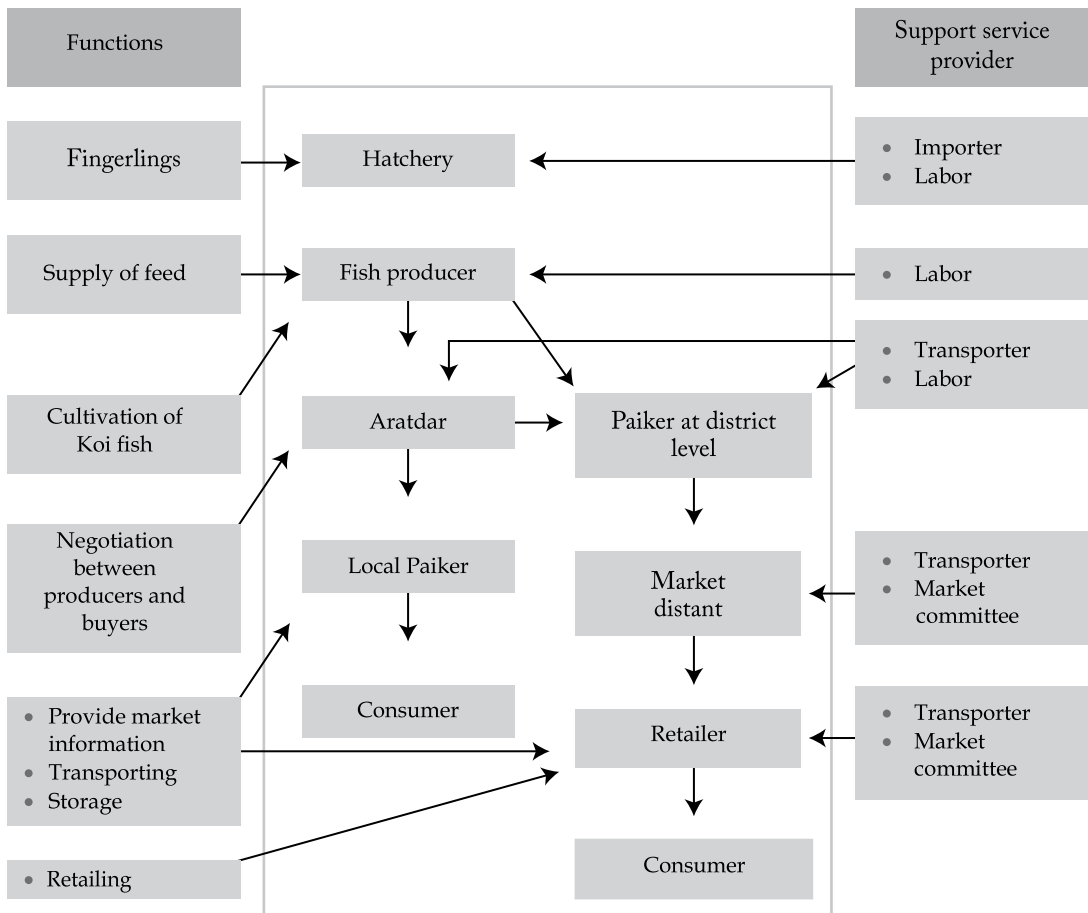 Functions
Support service
provider
Fingerlings
Hatchery
• Importer
• Labor
Supply of feed
Fish producer
• Labor
• Transporter
• Labor
Cultivation of
Koi fish
Aratdar
Paiker at district
level
Negotiation
between
producers and
buyers
Local Paiker
Market
distant
• Transporter
• Market
committee
• Provide market
information
• Transporting
• Storage
Consumer
Retailer
• Transporter
• Market
committee
• Retailing
Consumer